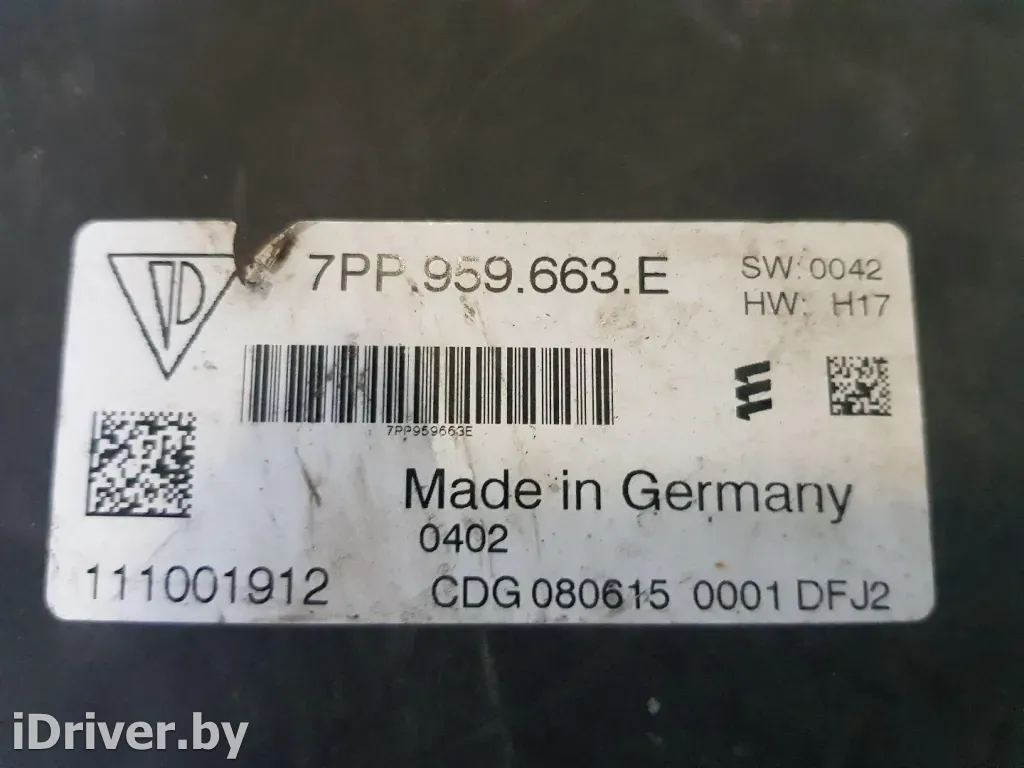 7PP.959.663.E
SW: 0042
HW: H17
7PP959663E
Made in Germany
0402
111001912
CDG 080615 0001 DFJ2
iDriver.by